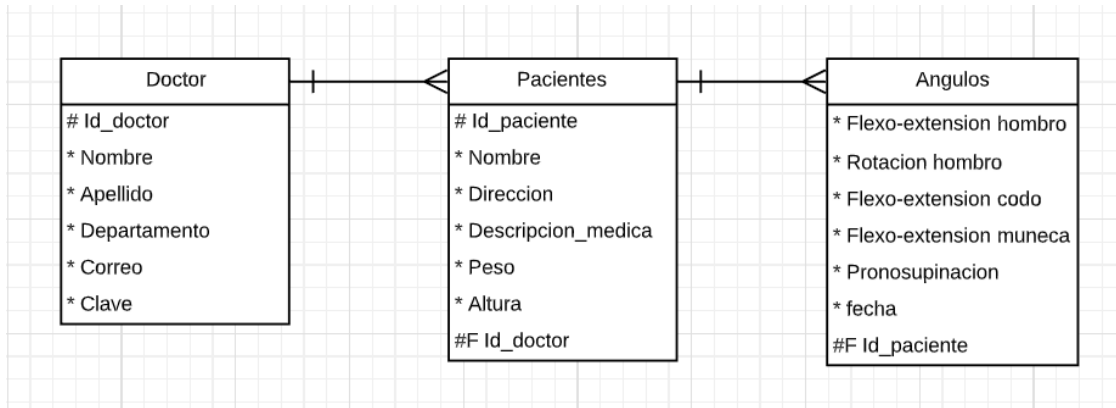 Doctor
# Id_doctor
* Nombre
* Apellido
* Departamento
* Correo
* Clave
Pacientes
# Id_paciente
* Nombre
* Direccion
* Descripcion_medica
* Peso
* Altura
#F Id_doctor
Angulos
* Flexo-extension hombro
* Rotacion hombro
* Flexo-extension codo
* Flexo-extension muneca
* Pronosupinacion
* fecha
#F Id_paciente